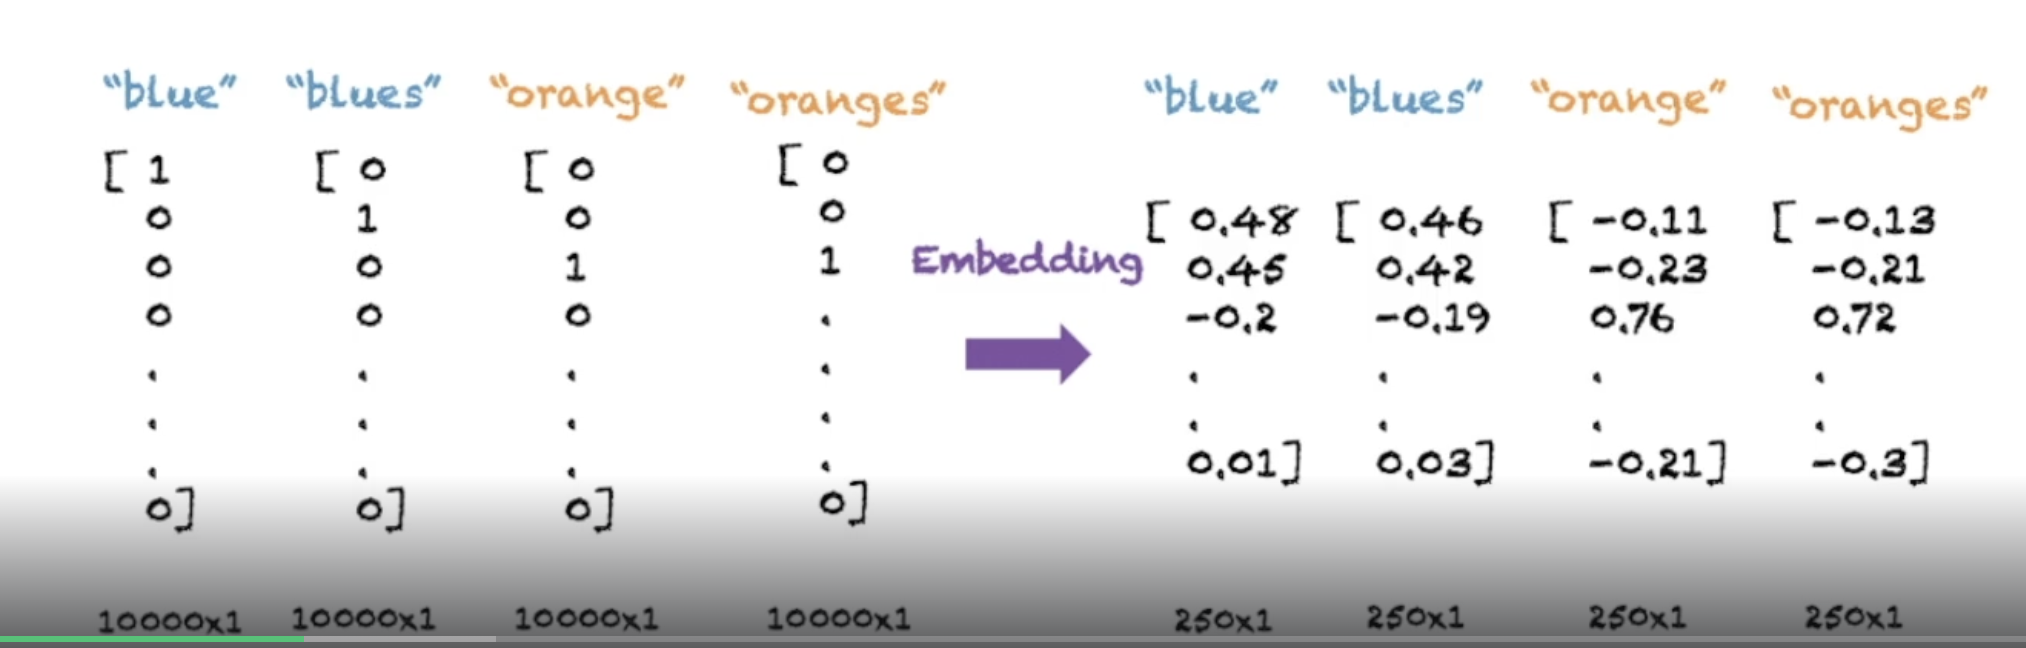 “blue” “blues” “orange” “oranges” “blue” “blues” “orange” “oranges”
[ 1 [ 0 [ 0 [ 0
0 1 0 0 [ 0.48 [ 0.46 [ -0.11 [ -0.13
0 0 1 1 Embedding 0.45 0.42 -0.23 -0.21
0 0 0 . -0.2 -0.19 0.76 0.72
. . . . . . . .
. . . . . . . .
. . . . 0.01] 0.03] -0.21] -0.3]
0] 0] 0] 0]
10000x1 10000x1 10000x1 10000x1 250x1 250x1 250x1 250x1